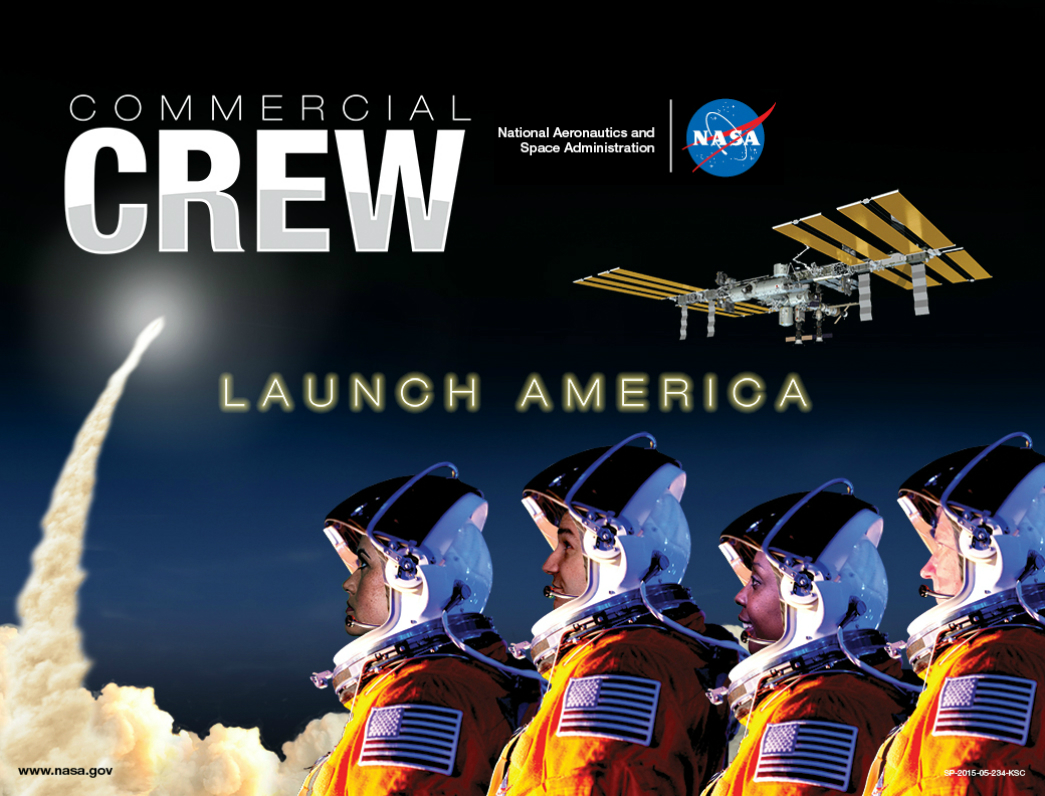 COMMERCIAL
CREW
National Aeronautics and
Space Administration
NASA
LAUNCH AMERICA
www.nasa.gov
SP-2015-05-234-KSC